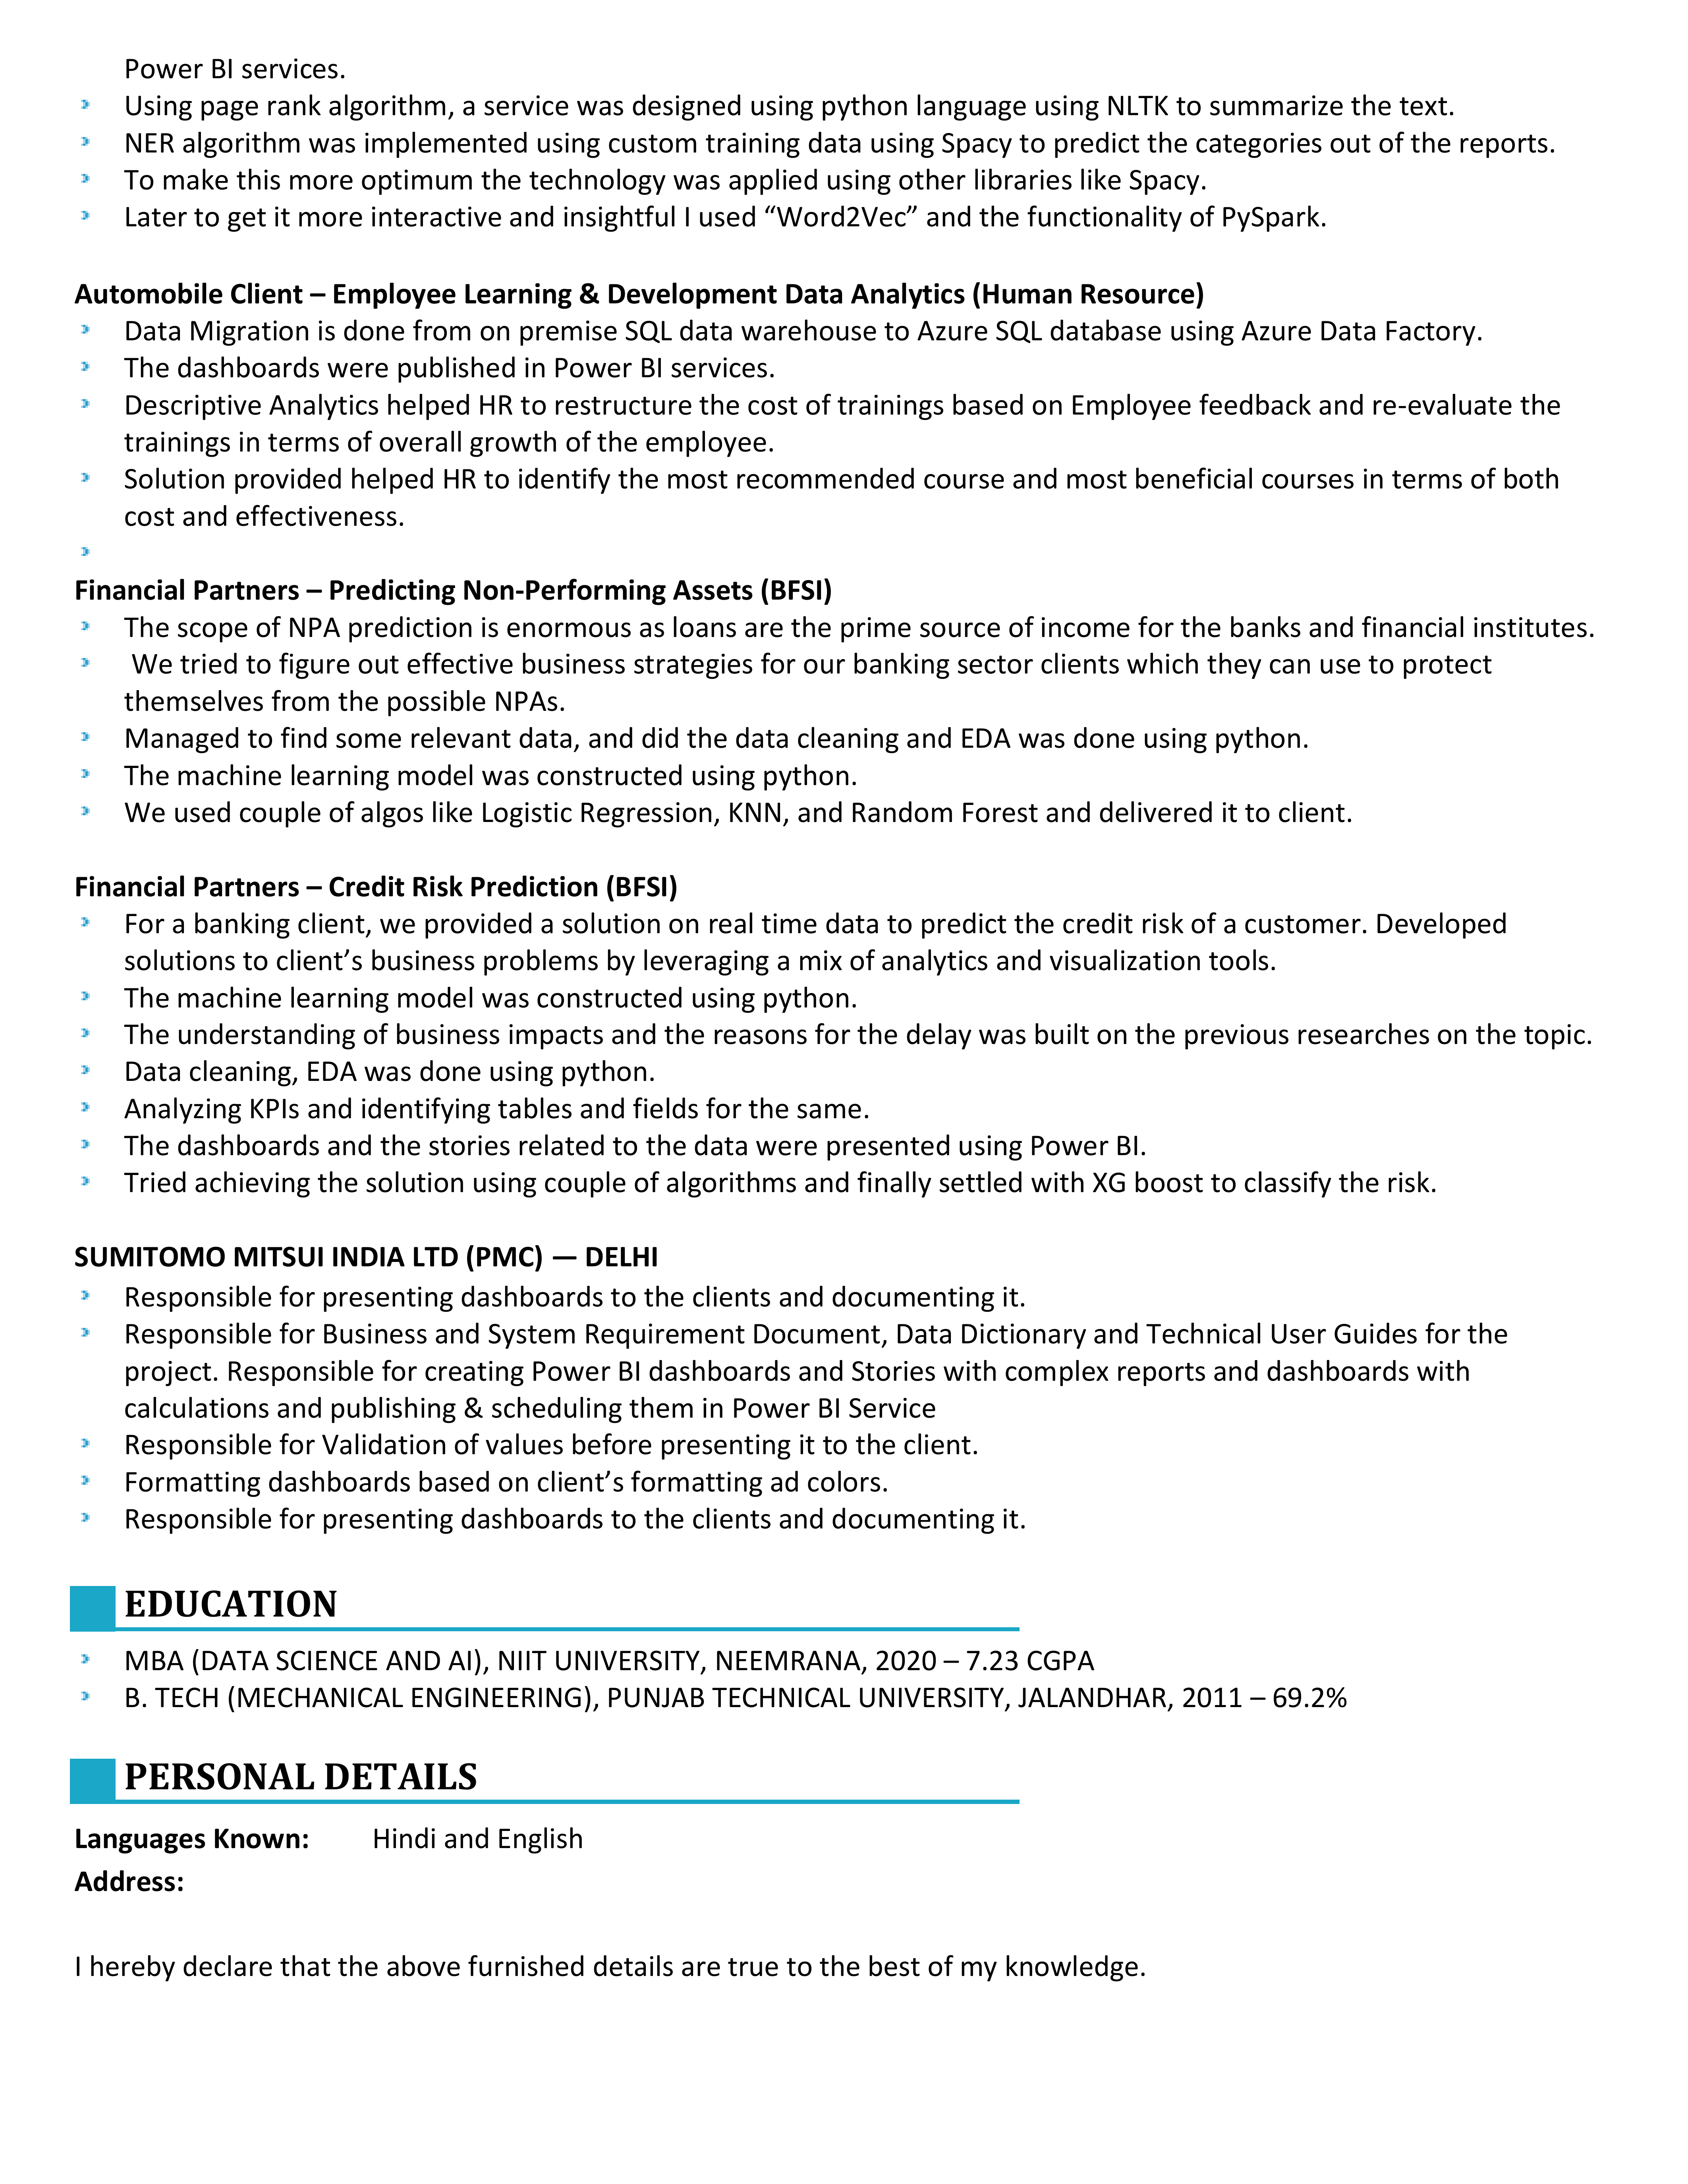 Power BI services.
Using page rank algorithm, a service was designed using python language using NLTK to summarize the text.
NER algorithm was implemented using custom training data using Spacy to predict the categories out of the reports.
To make this more optimum the technology was applied using other libraries like Spacy.
Later to get it more interactive and insightful I used “Word2Vec” and the functionality of PySpark.
Automobile Client – Employee Learning & Development Data Analytics (Human Resource)
Data Migration is done from on premise SQL data warehouse to Azure SQL database using Azure Data Factory.
The dashboards were published in Power BI services.
Descriptive Analytics helped HR to restructure the cost of trainings based on Employee feedback and re-evaluate the
trainings in terms of overall growth of the employee.
Solution provided helped HR to identify the most recommended course and most beneficial courses in terms of both
cost and effectiveness.
Financial Partners – Predicting Non-Performing Assets (BFSI)
The scope of NPA prediction is enormous as loans are the prime source of income for the banks and financial institutes.
We tried to figure out effective business strategies for our banking sector clients which they can use to protect
themselves from the possible NPAs.
Managed to find some relevant data, and did the data cleaning and EDA was done using python.
The machine learning model was constructed using python.
We used couple of algos like Logistic Regression, KNN, and Random Forest and delivered it to client.
Financial Partners – Credit Risk Prediction (BFSI)
For a banking client, we provided a solution on real time data to predict the credit risk of a customer. Developed
solutions to client’s business problems by leveraging a mix of analytics and visualization tools.
The machine learning model was constructed using python.
The understanding of business impacts and the reasons for the delay was built on the previous researches on the topic.
Data cleaning, EDA was done using python.
Analyzing KPIs and identifying tables and fields for the same.
The dashboards and the stories related to the data were presented using Power BI.
Tried achieving the solution using couple of algorithms and finally settled with XG boost to classify the risk.
SUMITOMO MITSUI INDIA LTD (PMC) — DELHI
Responsible for presenting dashboards to the clients and documenting it.
Responsible for Business and System Requirement Document, Data Dictionary and Technical User Guides for the
project. Responsible for creating Power BI dashboards and Stories with complex reports and dashboards with
calculations and publishing & scheduling them in Power BI Service
Responsible for Validation of values before presenting it to the client.
Formatting dashboards based on client’s formatting ad colors.
Responsible for presenting dashboards to the clients and documenting it.
EDUCATION
MBA (DATA SCIENCE AND AI), NIIT UNIVERSITY, NEEMRANA, 2020 – 7.23 CGPA
B. TECH (MECHANICAL ENGINEERING), PUNJAB TECHNICAL UNIVERSITY, JALANDHAR, 2011 – 69.2%
PERSONAL DETAILS
Languages Known: Hindi and English
Address:
I hereby declare that the above furnished details are true to the best of my knowledge.